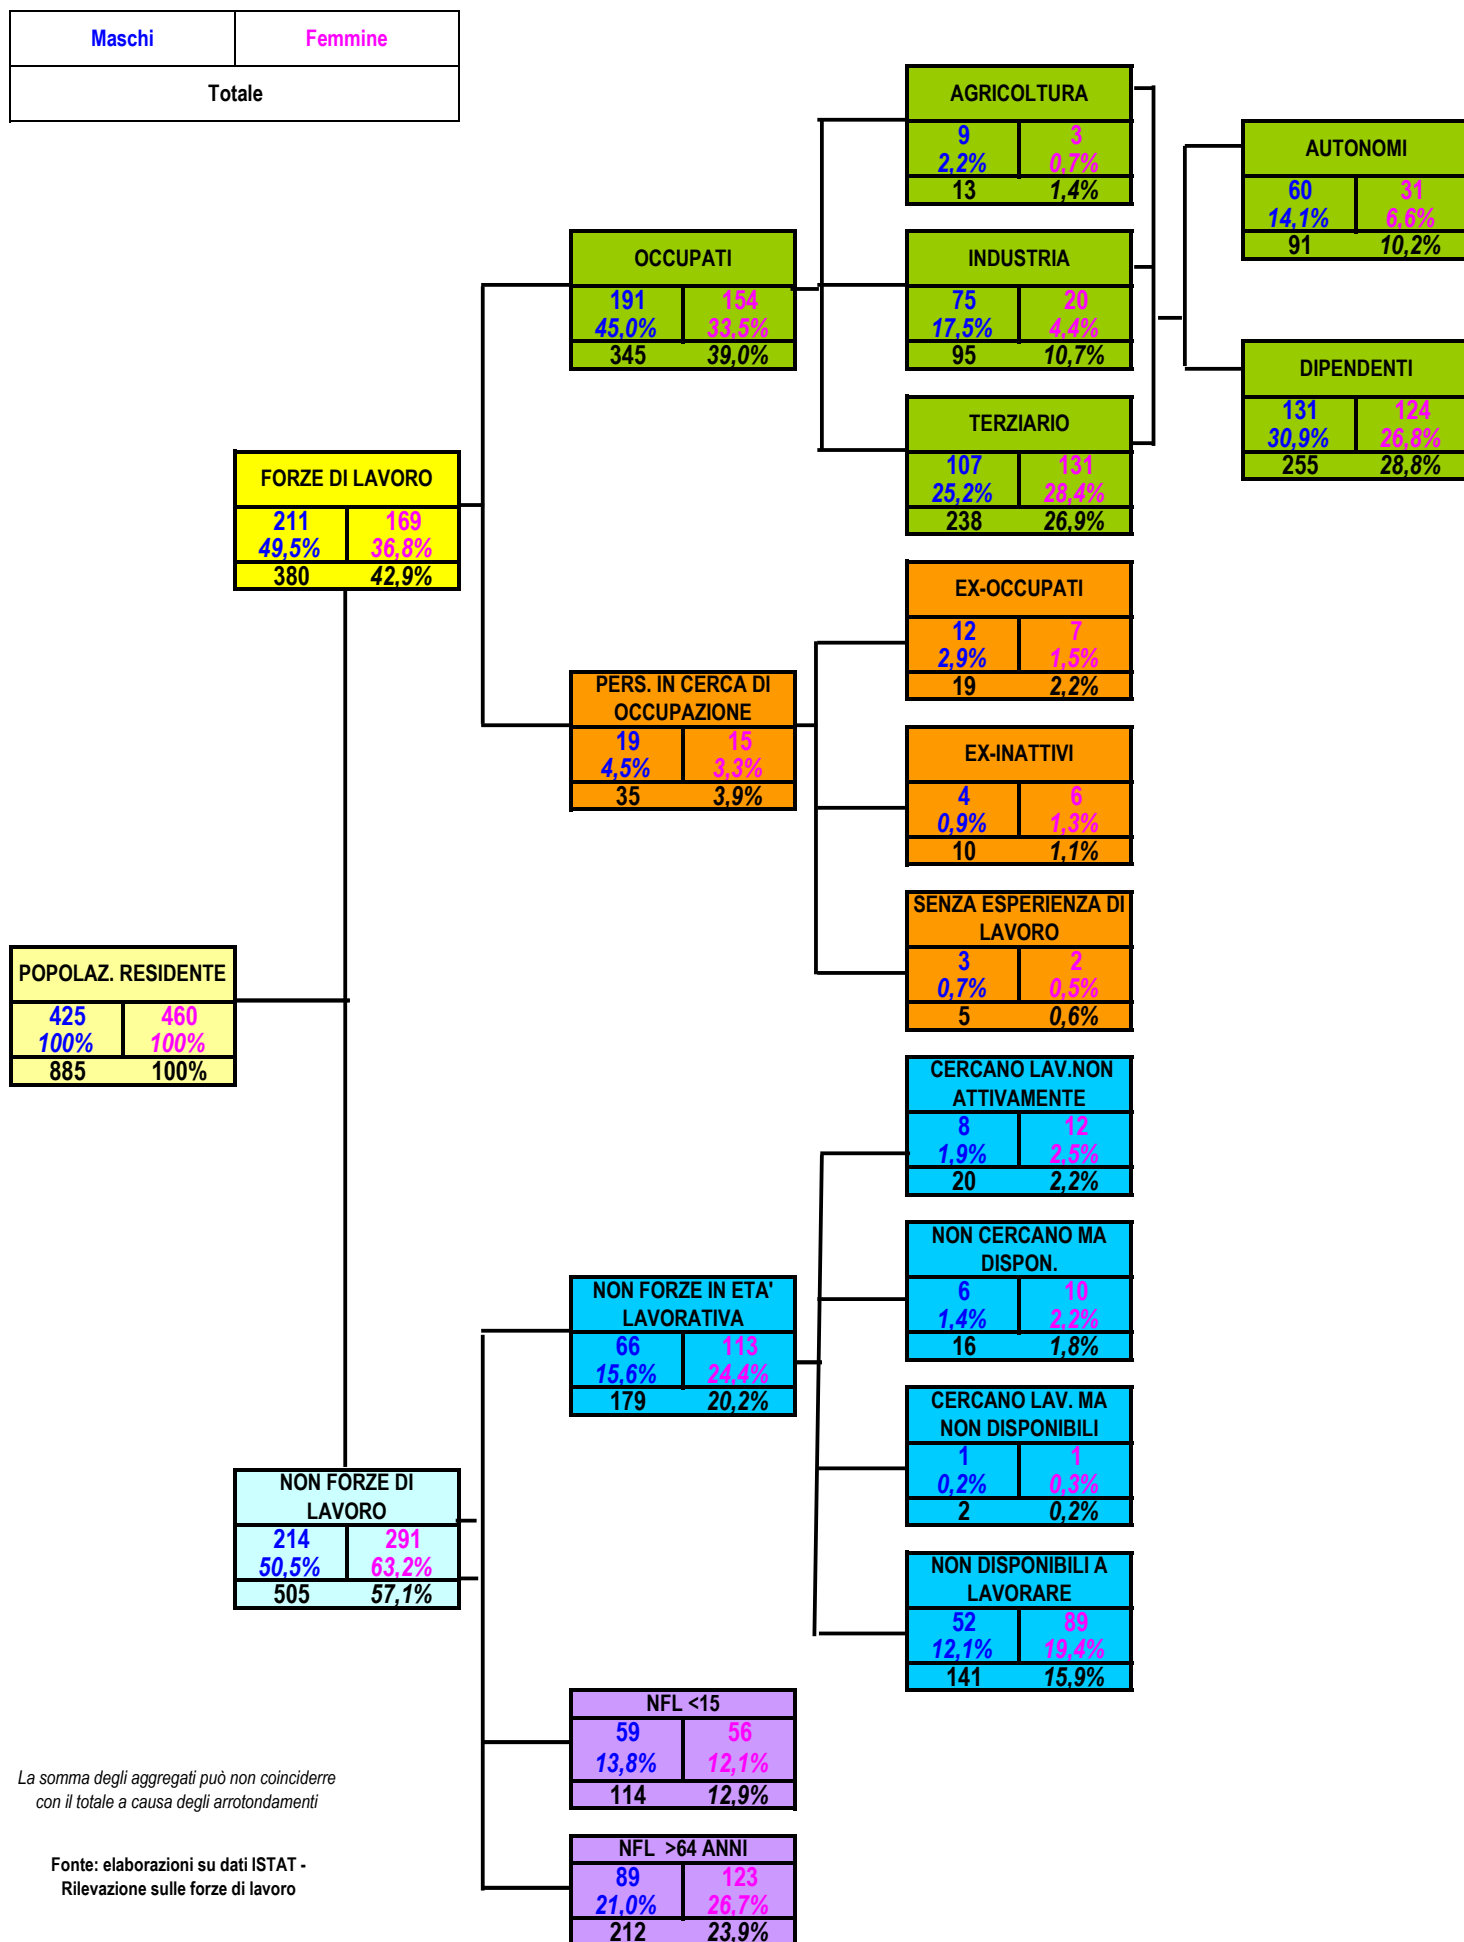 Maschi Femmine
Totale
AGRICOLTURA
9 3
2,2% 0,7%
13 1,4%
AUTONOMI
60 31
14,1% 6,6%
91 10,2%
OCCUPATI
191 154
45,0% 33,5%
345 39,0%
INDUSTRIA
75 20
17,5% 4,4%
95 10,7%
DIPENDENTI
131 124
30,9% 26,8%
255 28,8%
TERZIARIO
107 131
25,2% 28,4%
238 26,9%
FORZE DI LAVORO
211 169
49,5% 36,8%
380 42,9%
EX-OCCUPATI
12 7
2,9% 1,5%
19 2,2%
PERS. IN CERCA DI
OCCUPAZIONE
19 15
4,5% 3,3%
35 3,9%
EX-INATTIVI
4 6
0,9% 1,3%
10 1,1%
SENZA ESPERIENZA DI
LAVORO
3 2
0,7% 0,5%
5 0,6%
POPOLAZ. RESIDENTE
425 460
100% 100%
885 100%
CERCANO LAV.NON
ATTIVAMENTE
8 12
1,9% 2,5%
20 2,2%
NON CERCANO MA
DISPON.
6 10
1,4% 2,2%
16 1,8%
NON FORZE IN ETA'
LAVORATIVA
66 113
15,6% 24,4%
179 20,2%
CERCANO LAV. MA
NON DISPONIBILI
1 1
0,2% 0,3%
2 0,2%
NON FORZE DI
LAVORO
214 291
50,5% 63,2%
505 57,1%
NON DISPONIBILI A
LAVORARE
52 89
12,1% 19,4%
141 15,9%
NFL <15
59 56
13,8% 12,1%
114 12,9%
NFL >64 ANNI
89 123
21,0% 26,7%
212 23,9%
La somma degli aggregati può non coinciderre
con il totale a causa degli arrotondamenti
Fonte: elaborazioni su dati ISTAT -
Rilevazione sulle forze di lavoro